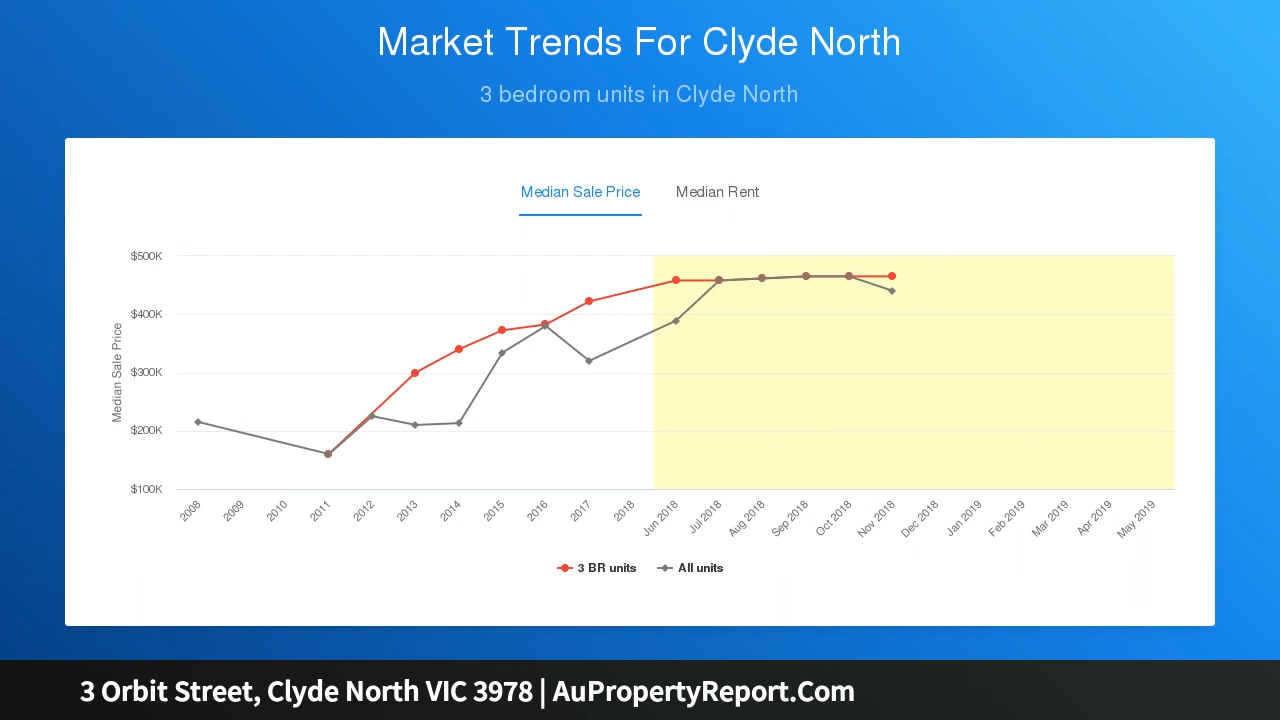 Market Trends For Clyde North
3 bedroom units in Clyde North
Median Sale Price Median Rent
$500K
$400K
$300K
$200K
$100K
Median Sale Price
2008 2009 2010 2011 2012 2013 2014 2015 2016 2017 2018 Jun 2018 Jul 2018 Aug 2018 Sep 2018 Oct 2018 Nov 2018 Dec 2018 Jan 2019 Feb 2019 Mar 2019 Apr 2019 May 2019
3 BR units All units
3 Orbit Street, Clyde North VIC 3978 | AuPropertyReport.Com